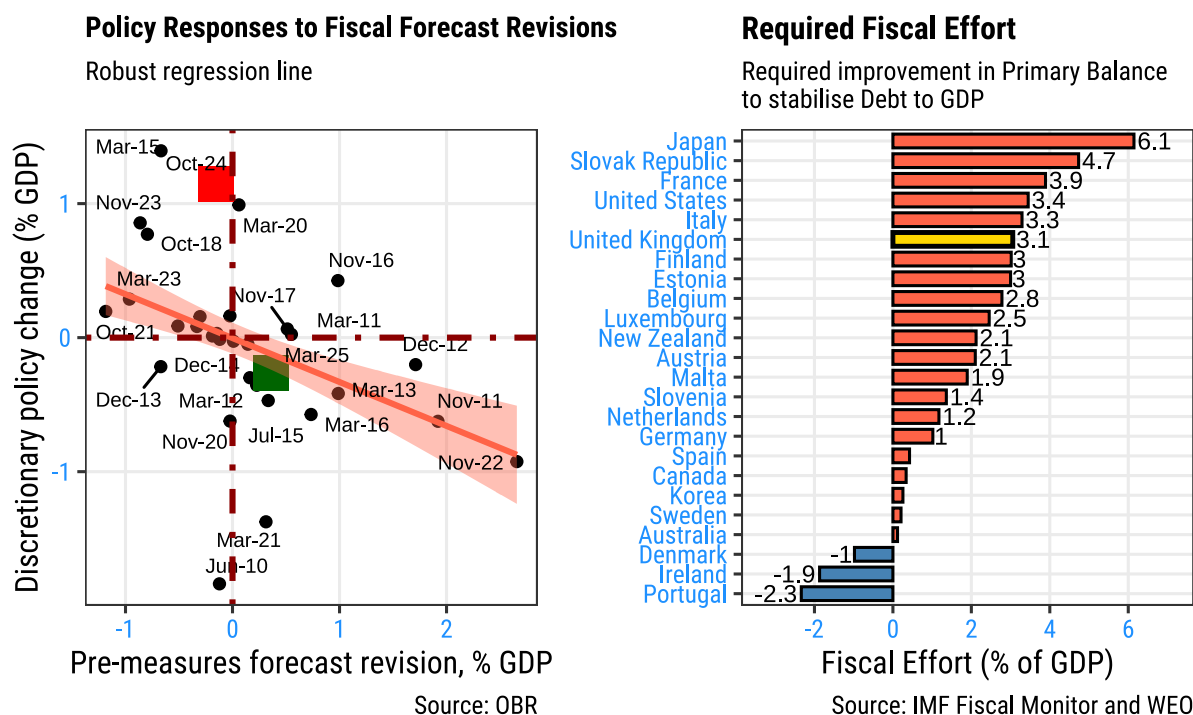 Policy Responses to Fiscal Forecast Revisions
Robust regression line
Discretionary policy change (% GDP)
1
0
-1
Mar-15
Oct-24
Nov-23
Mar-20
Oct-18
Nov-16
Mar-23
Nov-17
Mar-11
Oct-21
Dec-12
Mar-25
Dec-14
Dec-13
Mar-12
Mar-13
Nov-11
Nov-20
Jul-15
Mar-16
Nov-22
Mar-21
Jun-10
-1
0
1
2
Pre-measures forecast revision, % GDP
Source: OBR
Required Fiscal Effort
Required improvement in Primary Balance
to stabilise Debt to GDP
Japan 6.1
Slovak Republic 4.7
France 3.9
United States 3.4
Italy 3.3
United Kingdom 3.1
Finland 3
Estonia 3
Belgium 2.8
Luxembourg 2.5
New Zealand 2.1
Austria 2.1
Malta 1.9
Slovenia 1.4
Netherlands 1.2
Germany 1
Spain
Canada
Korea
Sweden
Australia
Denmark -1
Ireland -1.9
Portugal -2.3
-2
0
2
4
6
Fiscal Effort (% of GDP)
Source: IMF Fiscal Monitor and WEO